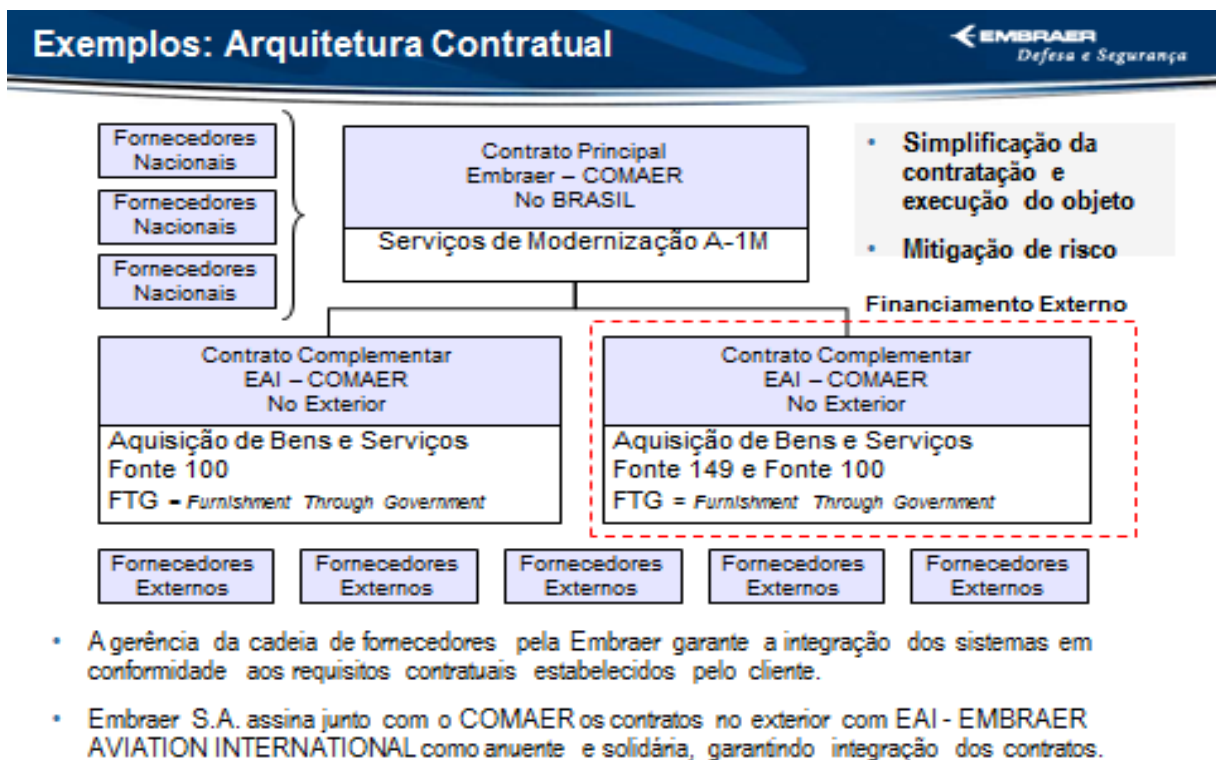 Exemplos: Arquitetura Contratual
EMBRAER
Defesa e Segurança
Fornecedores
Nacionais
Fornecedores
Nacionais
Fornecedores
Nacionais
Contrato Principal
Embraer – COMAER
No BRASIL
Serviços de Modernização A-1M
• Simplificação da
contratação e
execução do objeto
• Mitigação de risco
Financiamento Externo
Contrato Complementar
EAI – COMAER
No Exterior
Aquisição de Bens e Serviços
Fonte 100
FTG = Furnishment Through Government
Contrato Complementar
EAI – COMAER
No Exterior
Aquisição de Bens e Serviços
Fonte 149 e Fonte 100
FTG = Furnishment Through Government
Fornecedores
Externos
Fornecedores
Externos
Fornecedores
Externos
Fornecedores
Externos
Fornecedores
Externos
• A gerência da cadeia de fornecedores pela Embraer garante a integração dos sistemas em
conformidade aos requisitos contratuais estabelecidos pelo cliente.
• Embraer S.A. assina junto com o COMAER os contratos no exterior com EAI - EMBRAER
AVIATION INTERNATIONAL como anuente e solidária, garantindo integração dos contratos.